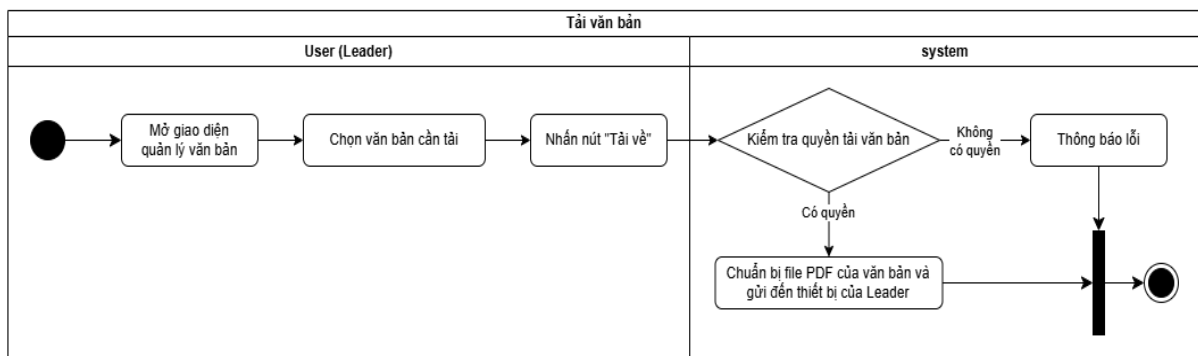 Tải văn bản
User (Leader)
system
Mở giao diện
quản lý văn bản
Chọn văn bản cần tải
Nhấn nút "Tải về"
Kiểm tra quyền tải văn bản
Không
có quyền
Thông báo lỗi
Có quyền
Chuẩn bị file PDF của văn bản và
gửi đến thiết bị của Leader